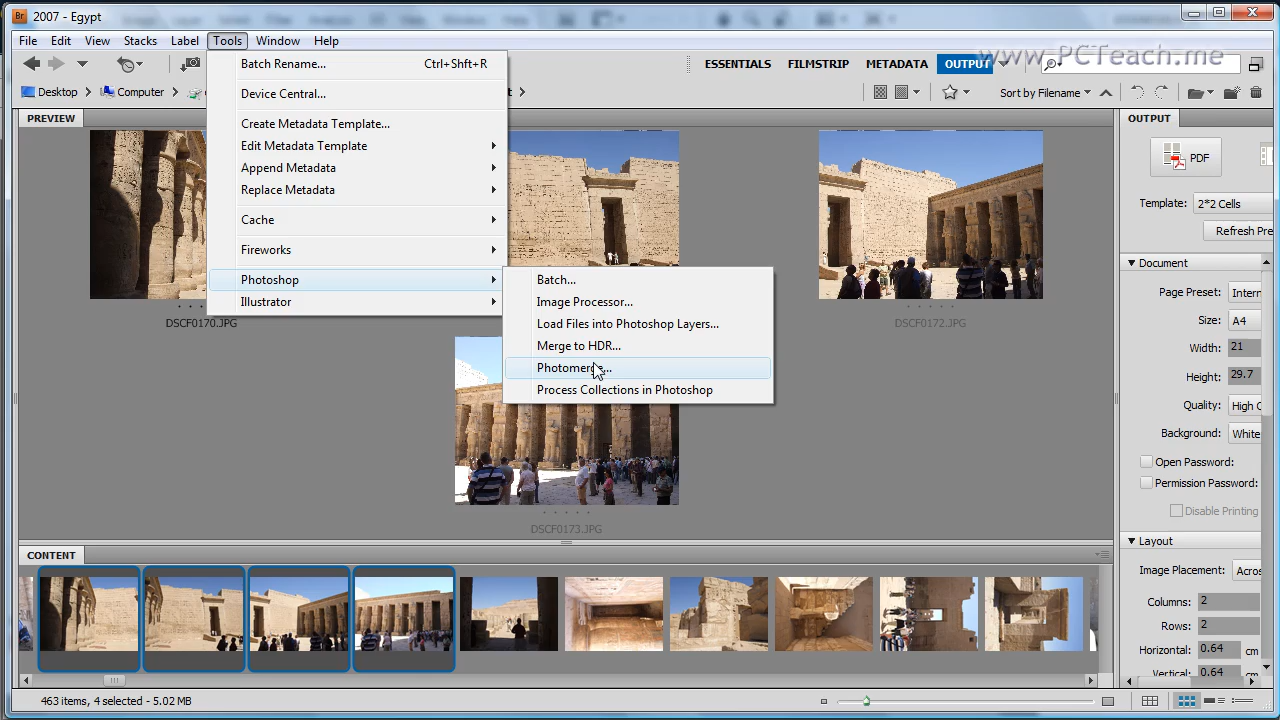 Br 2007 - Egypt
File Edit View Stacks Label Tools Window Help
www.PCTeach.me
ESSENTIALS FILMSTRIP METADATA OUTPUT
Desktop Computer
Sort by Filename
Batch Rename... Ctrl+Shft+R
Device Central...
Create Metadata Template...
Edit Metadata Template
Append Metadata
Replace Metadata
Cache
Fireworks
Photoshop
Illustrator
Batch...
Image Processor...
Load Files into Photoshop Layers...
Merge to HDR...
Photomerge...
Process Collections in Photoshop
PREVIEW
DSCF0170.JPG
DSCF0172.JPG
DSCF0173.JPG
CONTENT
OUTPUT
PDF
Template: 2*2 Cells
Refresh Pre
Document
Page Preset: Intern
Size: A4
Width: 21
Height: 29.7
Quality: High
Background: White
Open Password:
Permission Password:
Disable Printing
Layout
Image Placement: Acros
Columns: 2
Rows: 2
Horizontal: 0.64 cm
Vertical: 0.64
463 items, 4 selected - 5.02 MB